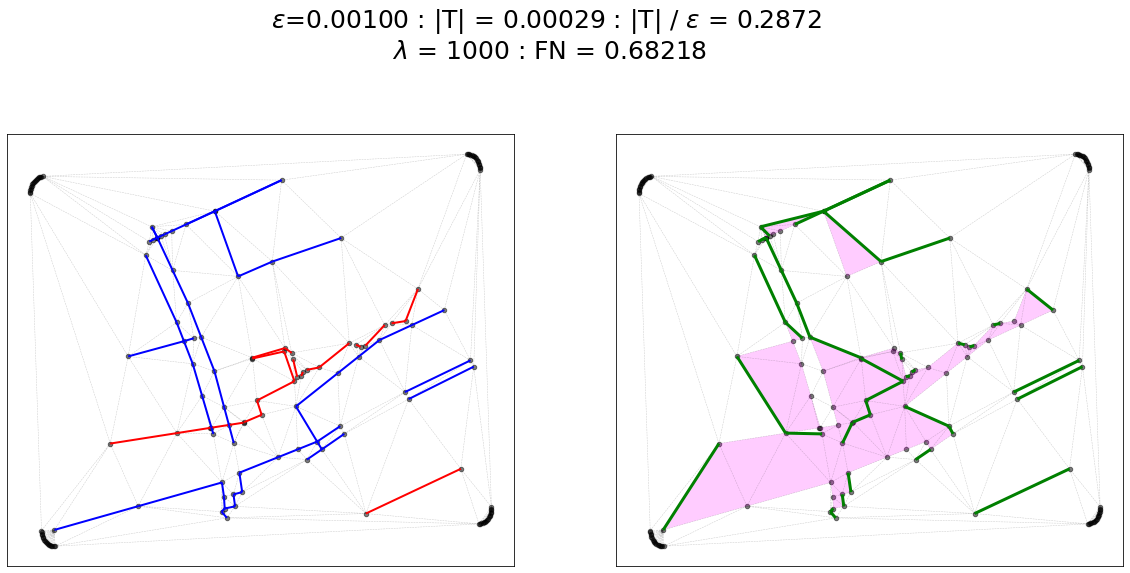 ε=0.00100 : |T| = 0.00029 : |T| / ε = 0.2872
λ = 1000 : FN = 0.68218